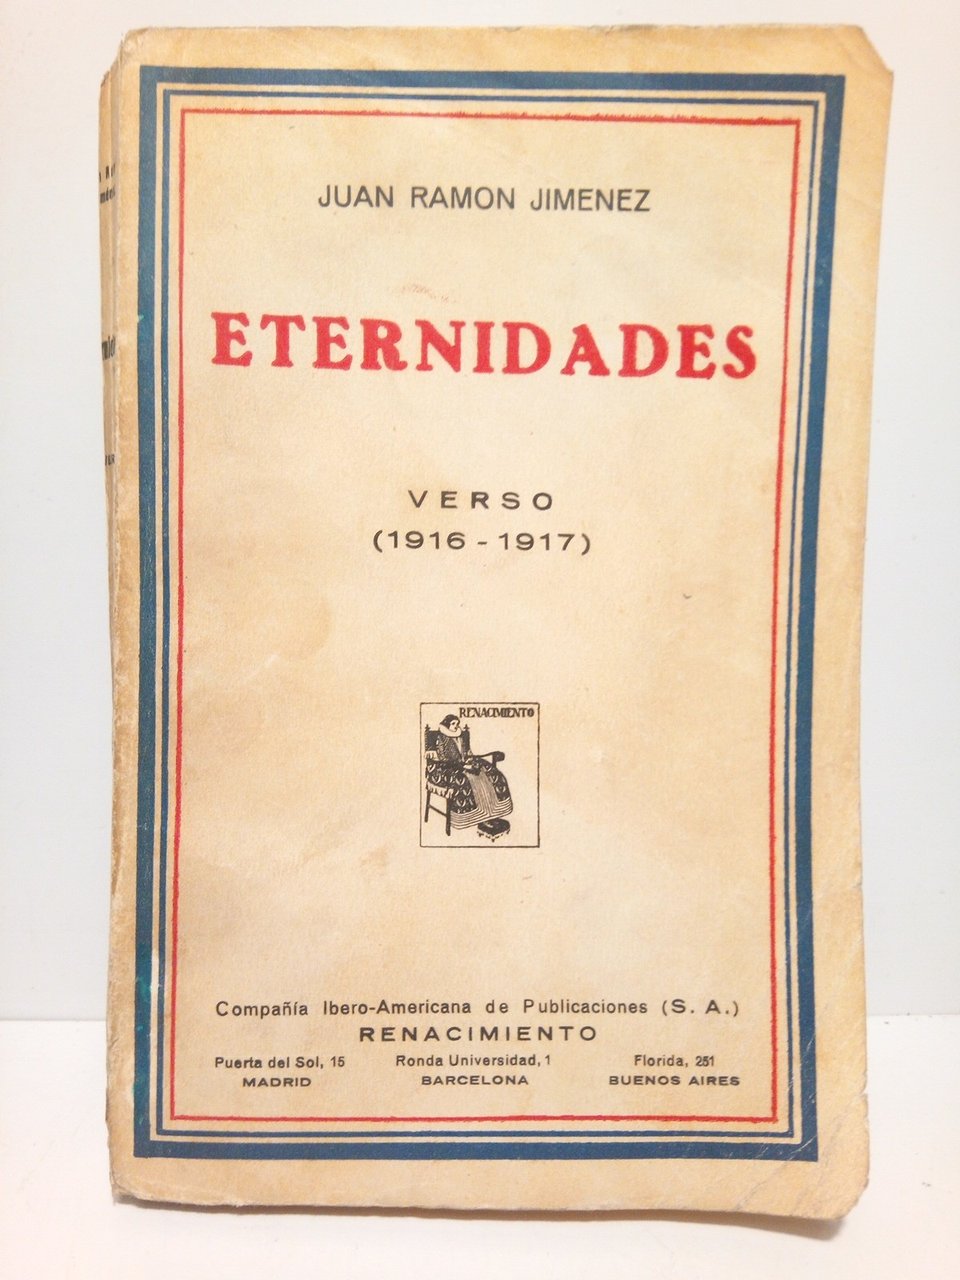 JUAN RAMON JIMENEZ
ETERNIDADES
VERSO
(1916 - 1917)
RENACIMIENTO
Compañía Ibero-Americana de Publicaciones (S. A.)
RENACIMIENTO
Puerta del Sol, 15 Ronda Universidad, 1 Florida, 251
MADRID BARCELONA BUENOS AIRES